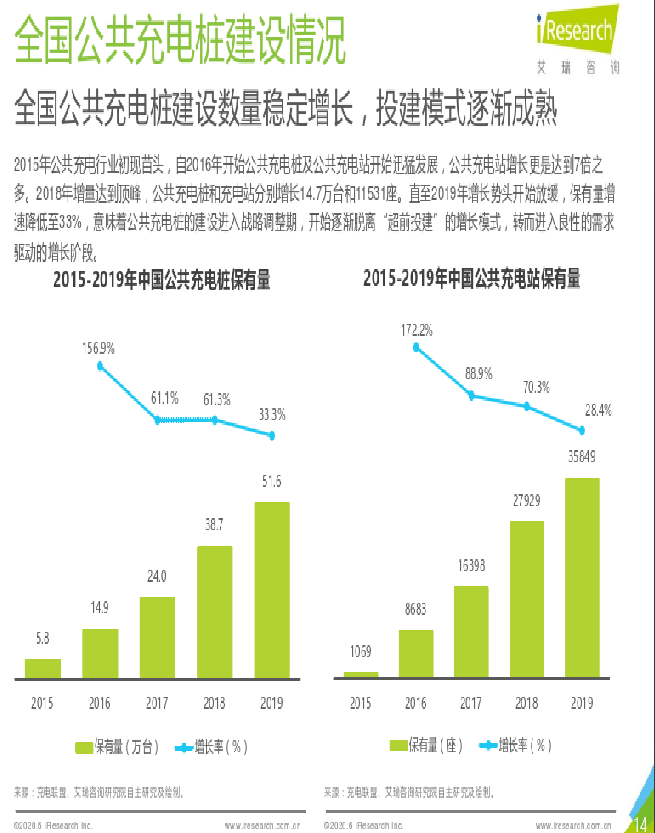 全国公共充电桩建设情况
iResearch
艾 瑞 咨 询
全国公共充电桩建设数量稳定增长，投建模式逐渐成熟
2015年公共充电行业初现苗头，自2016年开始公共充电桩及公共充电站开始迅猛发展，公共充电站增长更是达到7倍之
多。2018年增量达到顶峰，公共充电桩和充电站分别增长14.7万台和11531座。直至2019年增长势头开始放缓，保有量增
速降低至33%，意味着公共充电桩的建设进入战略调整期，开始逐渐脱离“超前投建”的增长模式，转而进入良性的需求
驱动的增长阶段。
2015-2019年中国公共充电桩保有量
156.9%
61.1%
61.3%
33.3%
5.8
14.9
24.0
38.7
51.6
2015 2016 2017 2018 2019
保有量（万台） 增长率（%）
2015-2019年中国公共充电站保有量
172.2%
88.9%
70.3%
28.4%
1069
8683
16398
27929
35849
2015 2016 2017 2018 2019
保有量（座） 增长率（%）
来源：充电联盟，艾瑞咨询研究院自主研究及绘制。
来源：充电联盟，艾瑞咨询研究院自主研究及绘制。
©2020.6 iResearch Inc. www.iresearch.com.cn
©2020.6 iResearch Inc. www.iresearch.com.cn
14